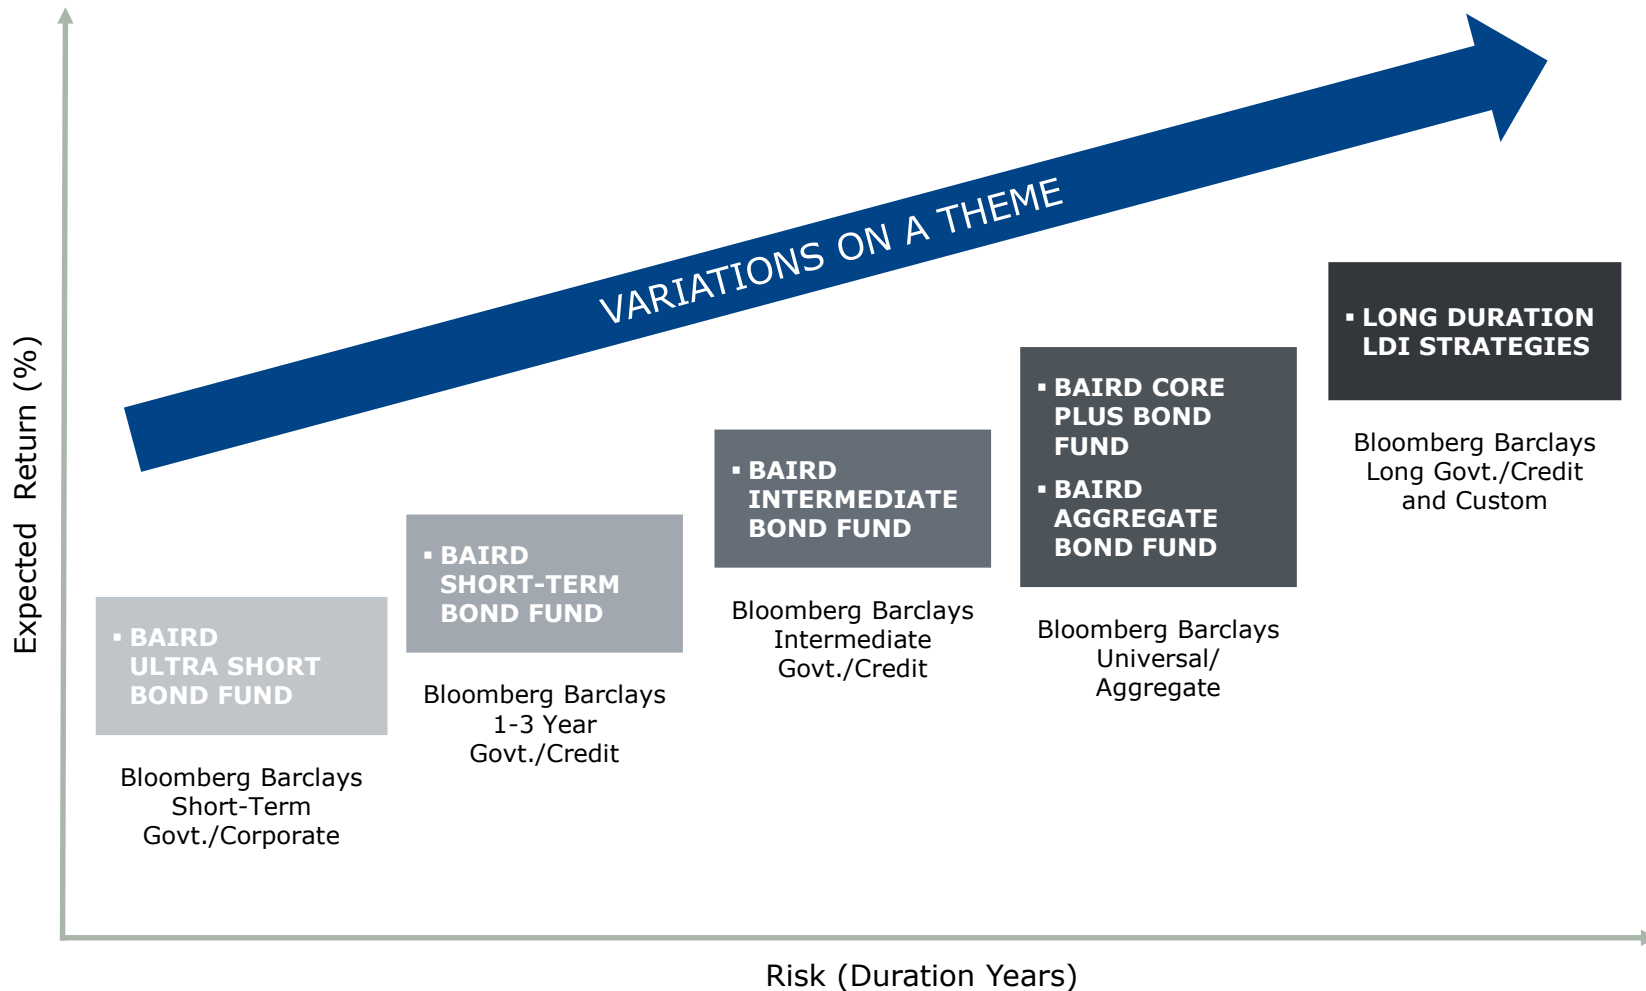 VARIATIONS ON A THEME
Expected Return (%)
▪ BAIRD
ULTRA SHORT
BOND FUND
Bloomberg Barclays
Short-Term
Govt./Corporate
▪ BAIRD
SHORT-TERM
BOND FUND
Bloomberg Barclays
1-3 Year
Govt./Credit
▪ BAIRD
INTERMEDIATE
BOND FUND
Bloomberg Barclays
Intermediate
Govt./Credit
▪ BAIRD CORE
PLUS BOND
FUND
▪ BAIRD
AGGREGATE
BOND FUND
Bloomberg Barclays
Universal/
Aggregate
▪ LONG DURATION
LDI STRATEGIES
Bloomberg Barclays
Long Govt./Credit
and Custom
Risk (Duration Years)